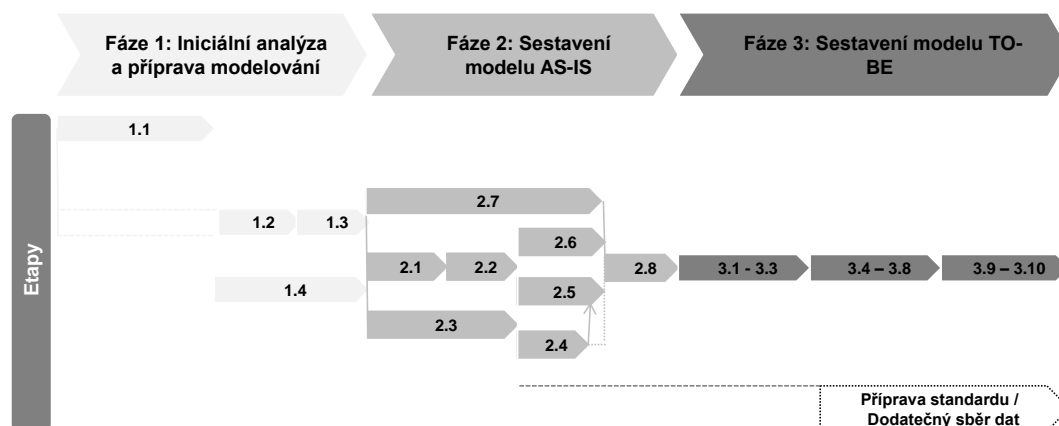 Fáze 1: Iniciální analýza
a příprava modelování
Fáze 2: Sestavení
modelu AS-IS
Fáze 3: Sestavení modelu TO-
BE
Etapy
1.1
1.2
1.3
1.4
2.7
2.6
2.1
2.2
2.5
2.3
2.4
2.8
3.1 - 3.3
3.4 – 3.8
3.9 – 3.10
Příprava standardu /
Dodatečný sběr dat